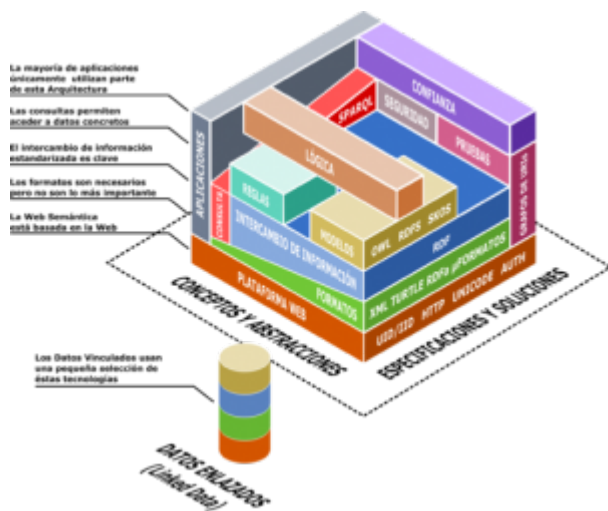 La mayoría de aplicaciones
únicamente utilizan parte
de esta Arquitectura
Las consultas permiten
aceder a datos concretos
El intercambio de información
estandarizada es clave
Los formatos son necesarios
pero no son lo más importante
La Web Semántica
está basada en la Web
APLICACIONES
CONSULTA
SPARQL
LÓGICA
REGLAS
MODELOS
INTERCAMBIO DE INFORMACIÓN
FORMATOS
PLATAFORMA WEB
CONFIANZA
SEGURIDAD
PRUEBAS
GRAFOS DE URIs
OWL RDFS SKOS
RDF
XML TURTLE RDFa µFORMATOS
UID/IID HTTP UNICODE AUTH
CONCEPTOS Y ABSTRACCIONES
ESPECIFICACIONES Y SOLUCIONES
Los Datos Vinculados usan
una pequeña selección de
éstas tecnologías
DATOS ENLAZADOS
(Linked Data)